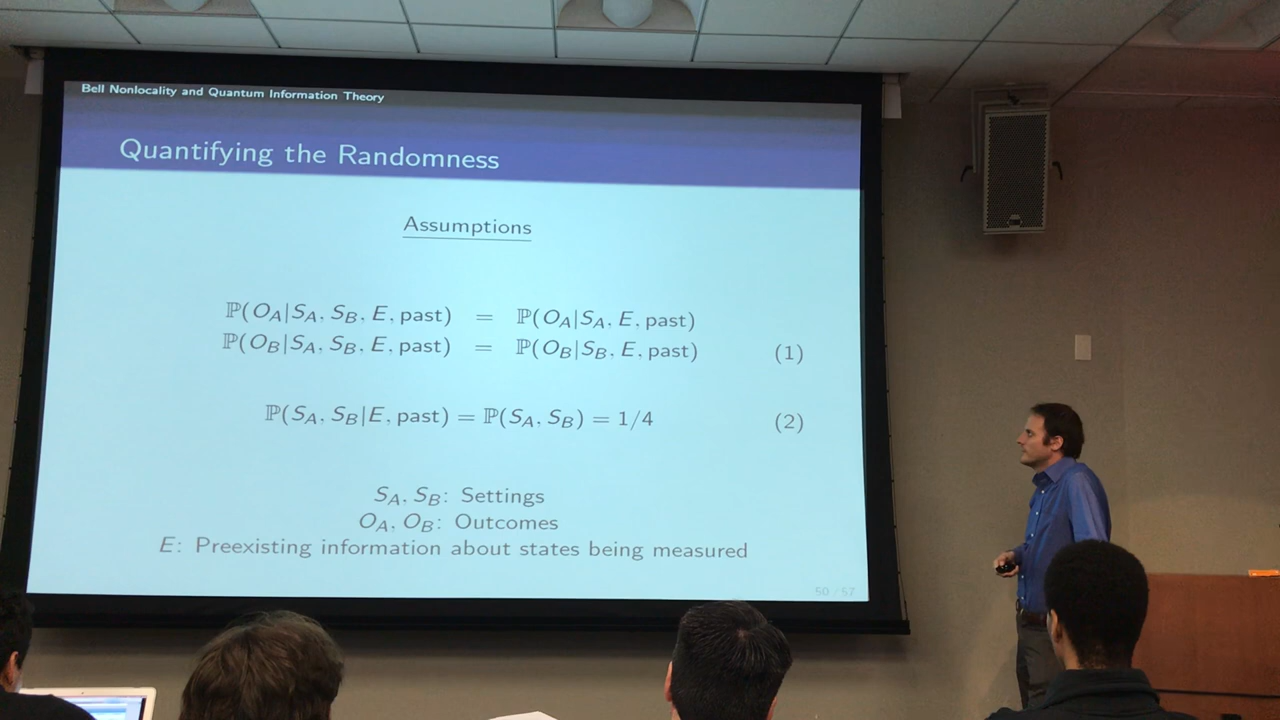 Bell Nonlocality and Quantum Information Theory
Quantifying the Randomness
Assumptions
ℙ(O_A|S_A, S_B, E, past) = ℙ(O_A|S_A, E, past)
ℙ(O_B|S_A, S_B, E, past) = ℙ(O_B|S_B, E, past) (1)
ℙ(S_A, S_B|E, past) = ℙ(S_A, S_B) = 1/4 (2)
S_A, S_B: Settings
O_A, O_B: Outcomes
E: Preexisting information about states being measured
50 / 57